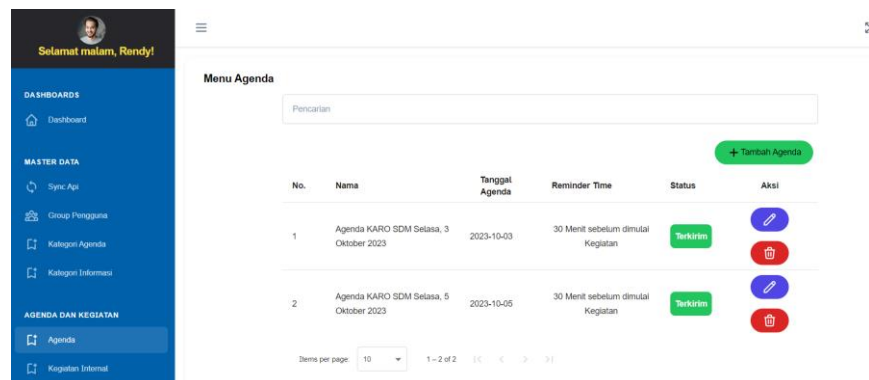 Selamat malam, Rendy!
DASHBOARDS
Dashboard
MASTER DATA
Sync Api
Group Pengguna
Kategori Agenda
Kategori Informasi
AGENDA DAN KEGIATAN
Agenda
Kegiatan Internal
Menu Agenda
Pencarian
+ Tambah Agenda
No. Nama Tanggal Agenda Reminder Time Status Aksi
1 Agenda KARO SDM Selasa, 3 Oktober 2023 2023-10-03 30 Menit sebelum dimulai Kegiatan Terkirim
2 Agenda KARO SDM Selasa, 5 Oktober 2023 2023-10-05 30 Menit sebelum dimulai Kegiatan Terkirim
Items per page: 10 1 – 2 of 2